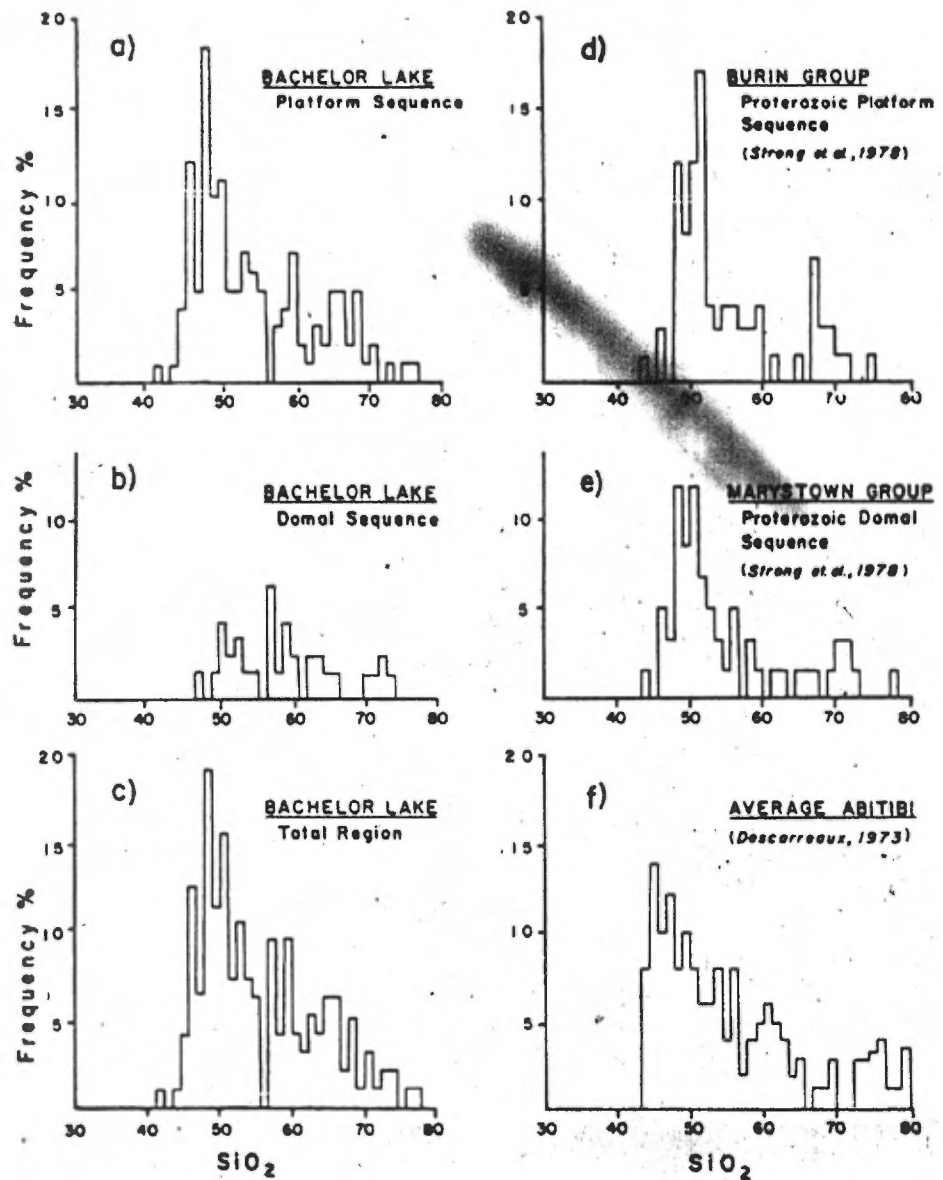 20
15
10
5
Frequency %
a)
BACHELOR LAKE
Platform Sequence
30 40 50 60 70 80
20
15
10
5
d)
BURIN GROUP
Proterazoic Platform
Sequence
(Strong et. al., 1978)
30 40 50 60 70 80
10
5
Frequency %
b)
BACHELOR LAKE
Domal Sequence
30 40 50 60 70 80
10
5
e)
MARYSTOWN GROUP
Proterazoic Domal
Sequence
(Strong et. al., 1978)
30 40 50 60 70 80
20
15
10
5
Frequency %
c)
BACHELOR LAKE
Total Region
30 40 50 60 70 80
SiO₂
20
15
10
5
f)
AVERAGE ABITIBI
(Descarreaux, 1973)
30 40 50 60 70 80
SiO₂